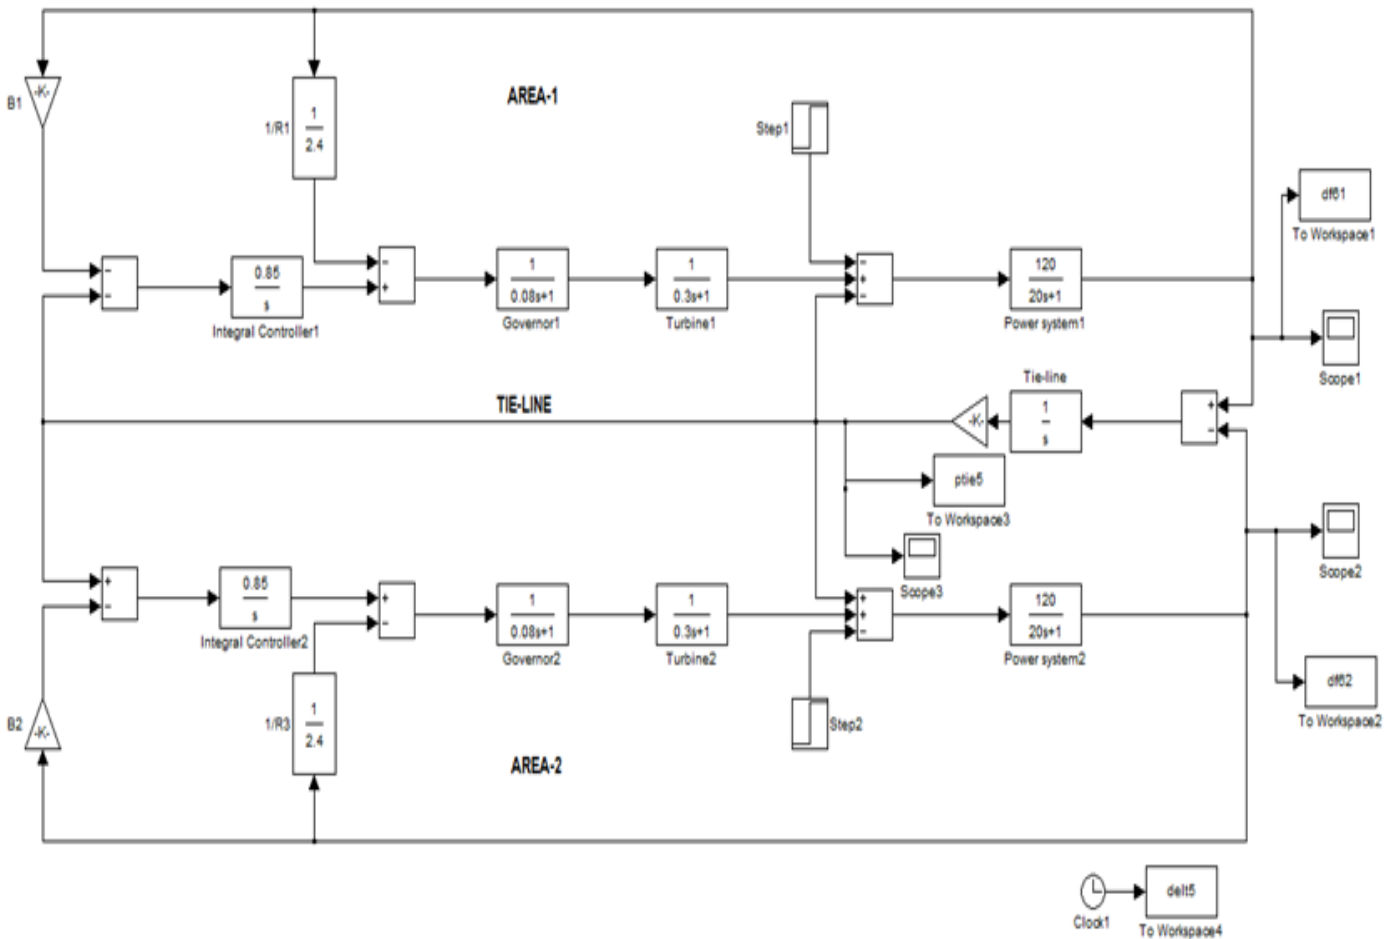 B1
-K-
1/R1
1
2.4
AREA-1
Step1
df61
To Workspace1
-
-
0.85
s
Integral Controller1
-
+
1
0.08s+1
Governor1
1
0.3s+1
Turbine1
-
+
-
120
20s+1
Power system1
Scope1
TIE-LINE
Tie-line
-K-
1
s
+
-
ptie5
To Workspace3
Scope3
Scope2
+
-
0.85
s
Integral Controller2
+
-
1
0.08s+1
Governor2
1
0.3s+1
Turbine2
+
+
-
120
20s+1
Power system2
df62
To Workspace2
B2
-K-
1/R3
1
2.4
Step2
AREA-2
Clock1
delt5
To Workspace4